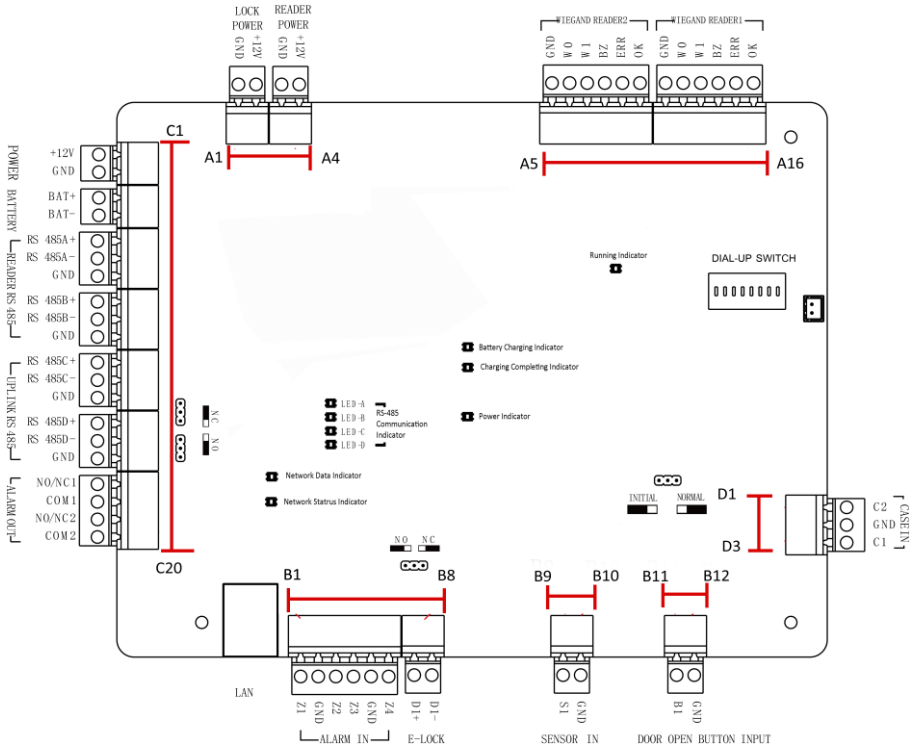 LOCK POWER
READER POWER
GND
+12V
GND
+12V
WIEGAND READER2
WIEGAND READER1
GND
W0
W1
BZ
ERR
OK
GND
W0
W1
BZ
ERR
OK
C1
A1
A4
A5
A16
POWER
+12V
GND
BATTERY
BAT+
BAT-
READER RS 485
RS 485A+
RS 485A-
GND
RS 485B+
RS 485B-
GND
UPLINK RS 485
RS 485C+
RS 485C-
GND
RS 485D+
RS 485D-
GND
ALARM OUT
NO/NC1
COM1
NO/NC2
COM2
C20
NC
NO
Running Indicator
DIAL-UP SWITCH
Battery Charging Indicator
Charging Completing Indicator
LED-A
LED-B
LED-C
LED-D
RS-485
Communication
Indicator
Power Indicator
Network Data Indicator
Network Statrus Indicator
INITIAL
NORMAL
D1
D3
C2
GND
C1
CASE IN
NO
NC
B1
B8
B9
B10
B11
B12
LAN
Z1
GND
Z2
Z3
GND
Z4
D1+
D1-
S1
GND
B1
GND
ALARM IN
E-LOCK
SENSOR IN
DOOR OPEN BUTTON INPUT